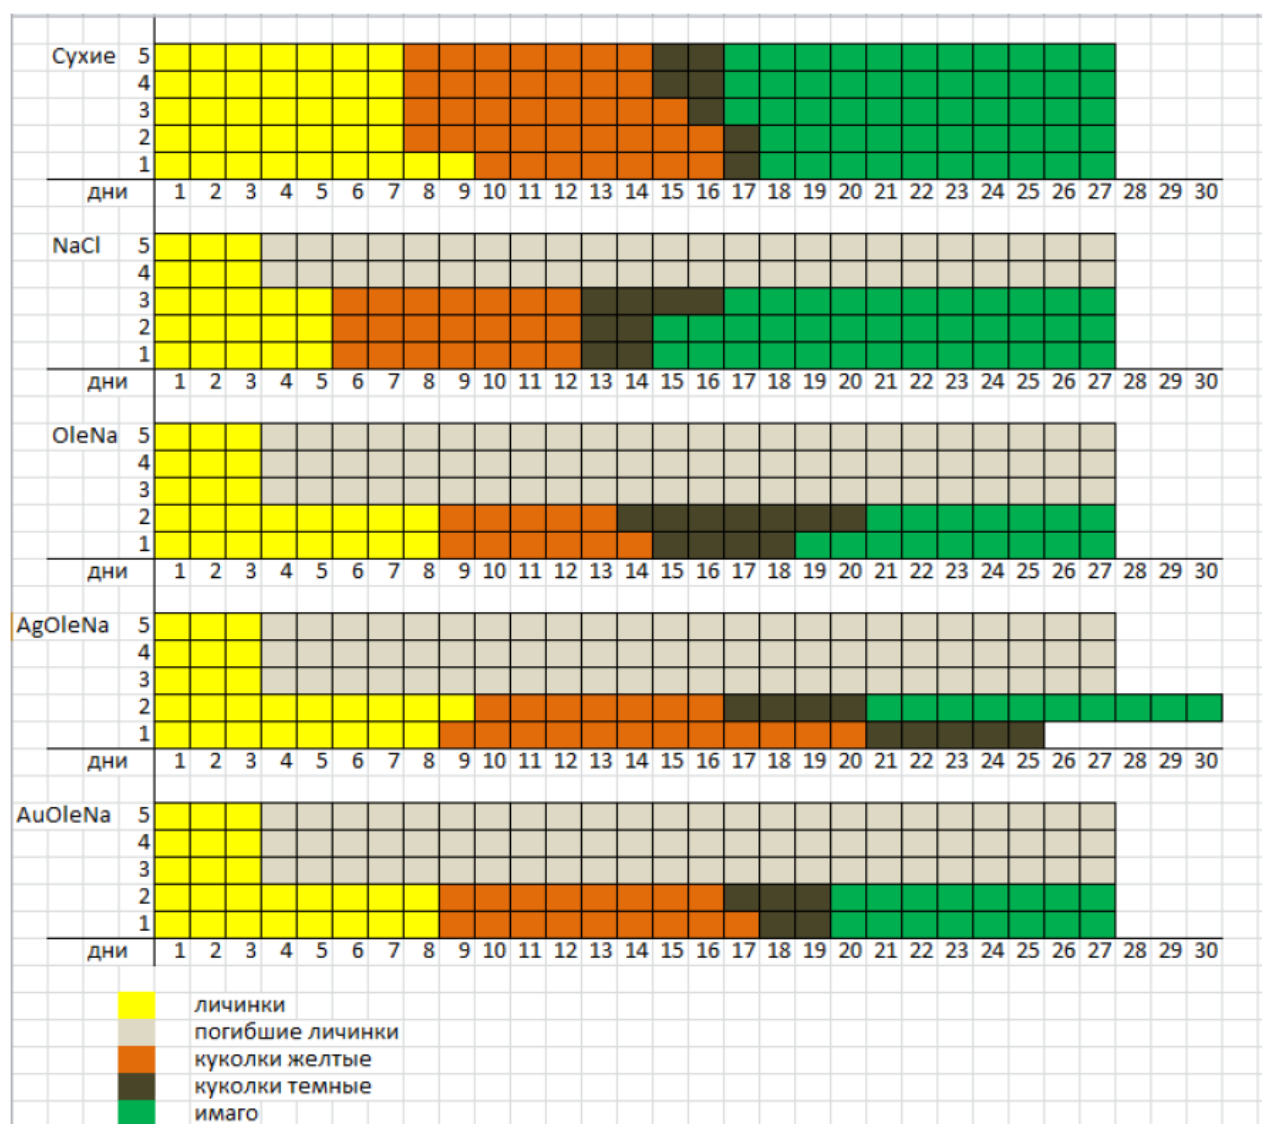 Сухие 5
4
3
2
1
дни 1 2 3 4 5 6 7 8 9 10 11 12 13 14 15 16 17 18 19 20 21 22 23 24 25 26 27 28 29 30
NaCl 5
4
3
2
1
дни 1 2 3 4 5 6 7 8 9 10 11 12 13 14 15 16 17 18 19 20 21 22 23 24 25 26 27 28 29 30
OleNa 5
4
3
2
1
дни 1 2 3 4 5 6 7 8 9 10 11 12 13 14 15 16 17 18 19 20 21 22 23 24 25 26 27 28 29 30
AgOleNa 5
4
3
2
1
дни 1 2 3 4 5 6 7 8 9 10 11 12 13 14 15 16 17 18 19 20 21 22 23 24 25 26 27 28 29 30
AuOleNa 5
4
3
2
1
дни 1 2 3 4 5 6 7 8 9 10 11 12 13 14 15 16 17 18 19 20 21 22 23 24 25 26 27 28 29 30
личинки
погибшие личинки
куколки желтые
куколки темные
имаго